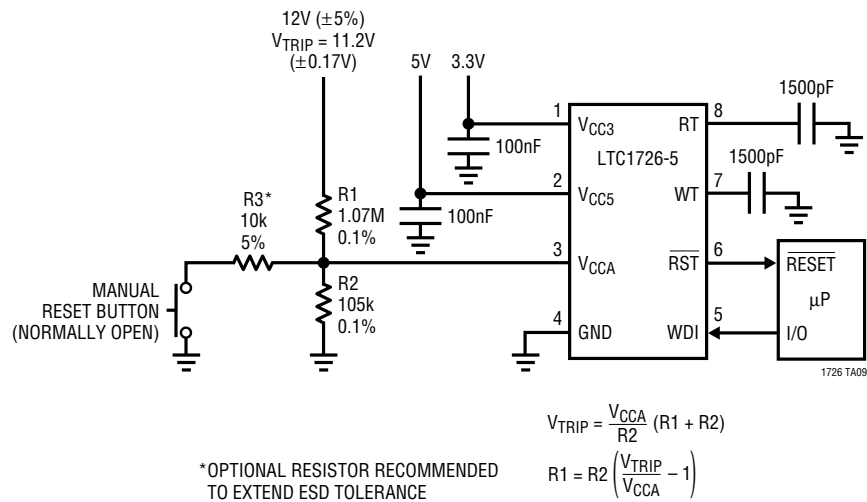 12V (±5%)
VTRIP = 11.2V
(±0.17V)
5V
3.3V
1500pF
1
VCC3
RT
8
100nF
LTC1726-5
1500pF
2
VCC5
WT
7
100nF
R1
1.07M
0.1%
R3*
10k
5%
3
VCCA
RST
6
RESET
MANUAL
RESET BUTTON
(NORMALLY OPEN)
R2
105k
0.1%
µP
4
GND
WDI
5
I/O
1726 TA09
VTRIP = VCCA/R2 (R1 + R2)
*OPTIONAL RESISTOR RECOMMENDED
TO EXTEND ESD TOLERANCE
R1 = R2 (VTRIP/VCCA – 1)